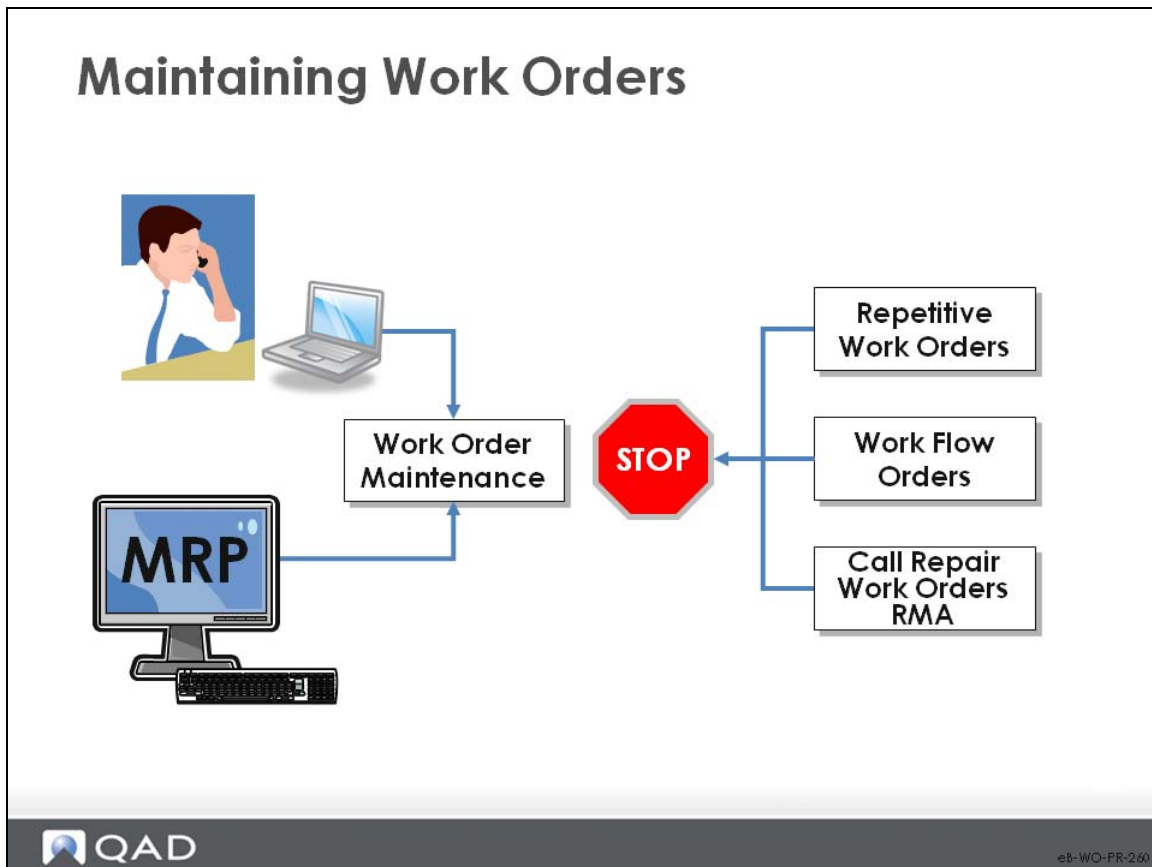 Maintaining Work Orders
MRP
Work Order
Maintenance
STOP
Repetitive
Work Orders
Work Flow
Orders
Call Repair
Work Orders
RMA
QAD
eB-WO-PR-260